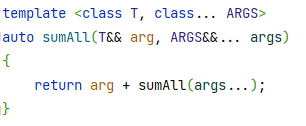 template <class T, class... ARGS>
auto sumAll(T&& arg, ARGS&&... args)
{
    return arg + sumAll(args...);
}